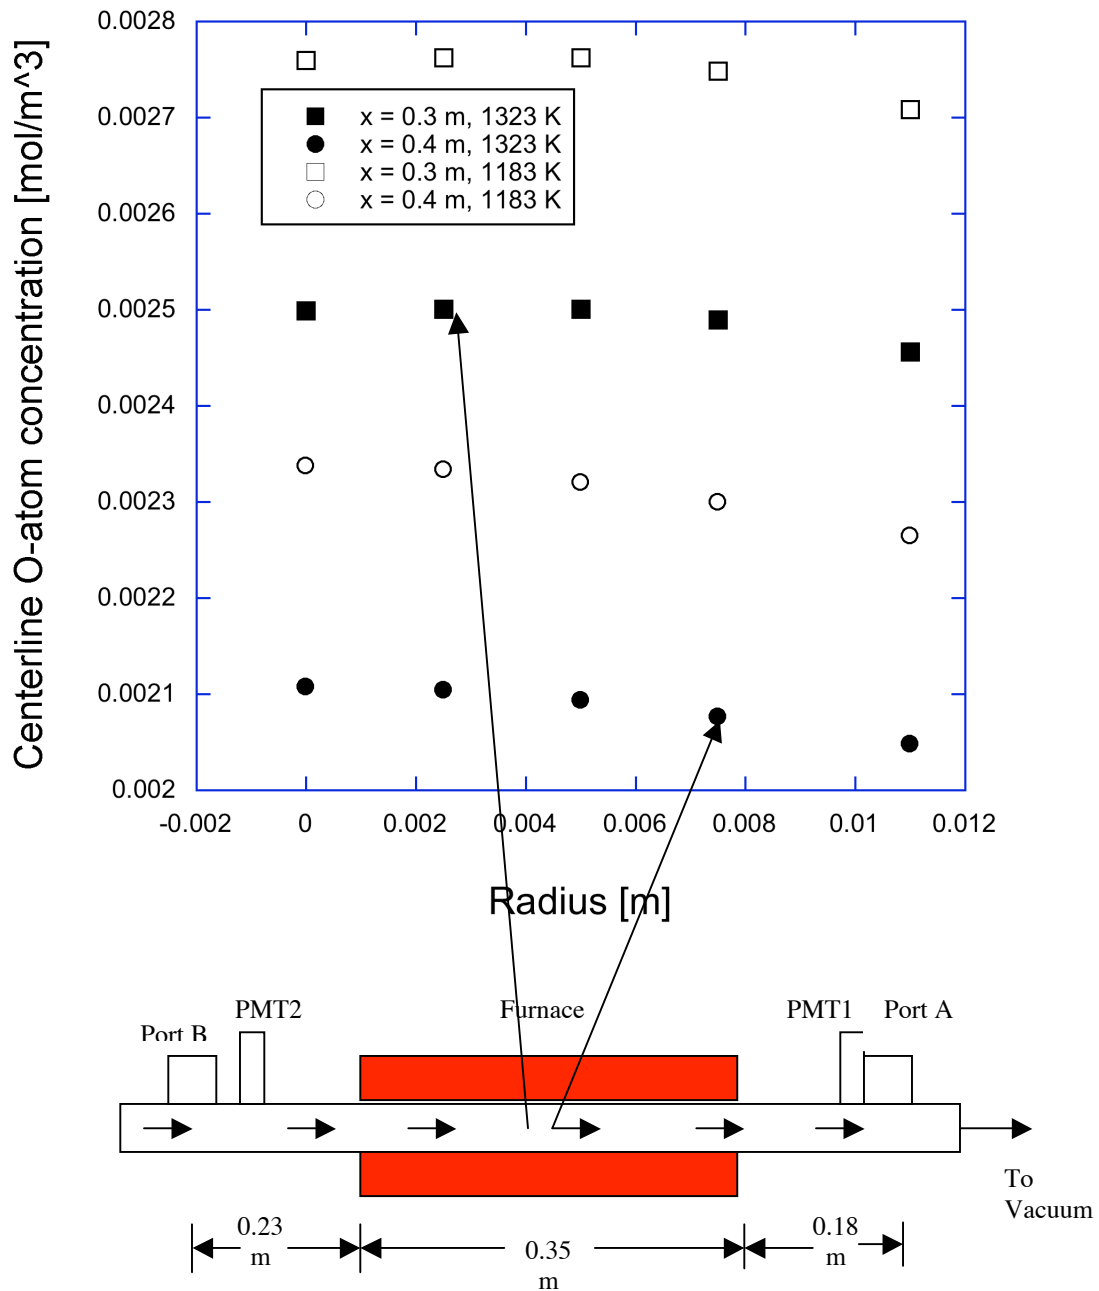 0.0028
0.0027
0.0026
0.0025
0.0024
0.0023
0.0022
0.0021
0.002
Centerline O-atom concentration [mol/m^3]
x = 0.3 m, 1323 K
x = 0.4 m, 1323 K
x = 0.3 m, 1183 K
x = 0.4 m, 1183 K
-0.002 0 0.002 0.004 0.006 0.008 0.01 0.012
Radius [m]
PMT2 Furnace PMT1 Port A
Port B
To
Vacuum
0.23
m
0.35
m
0.18
m